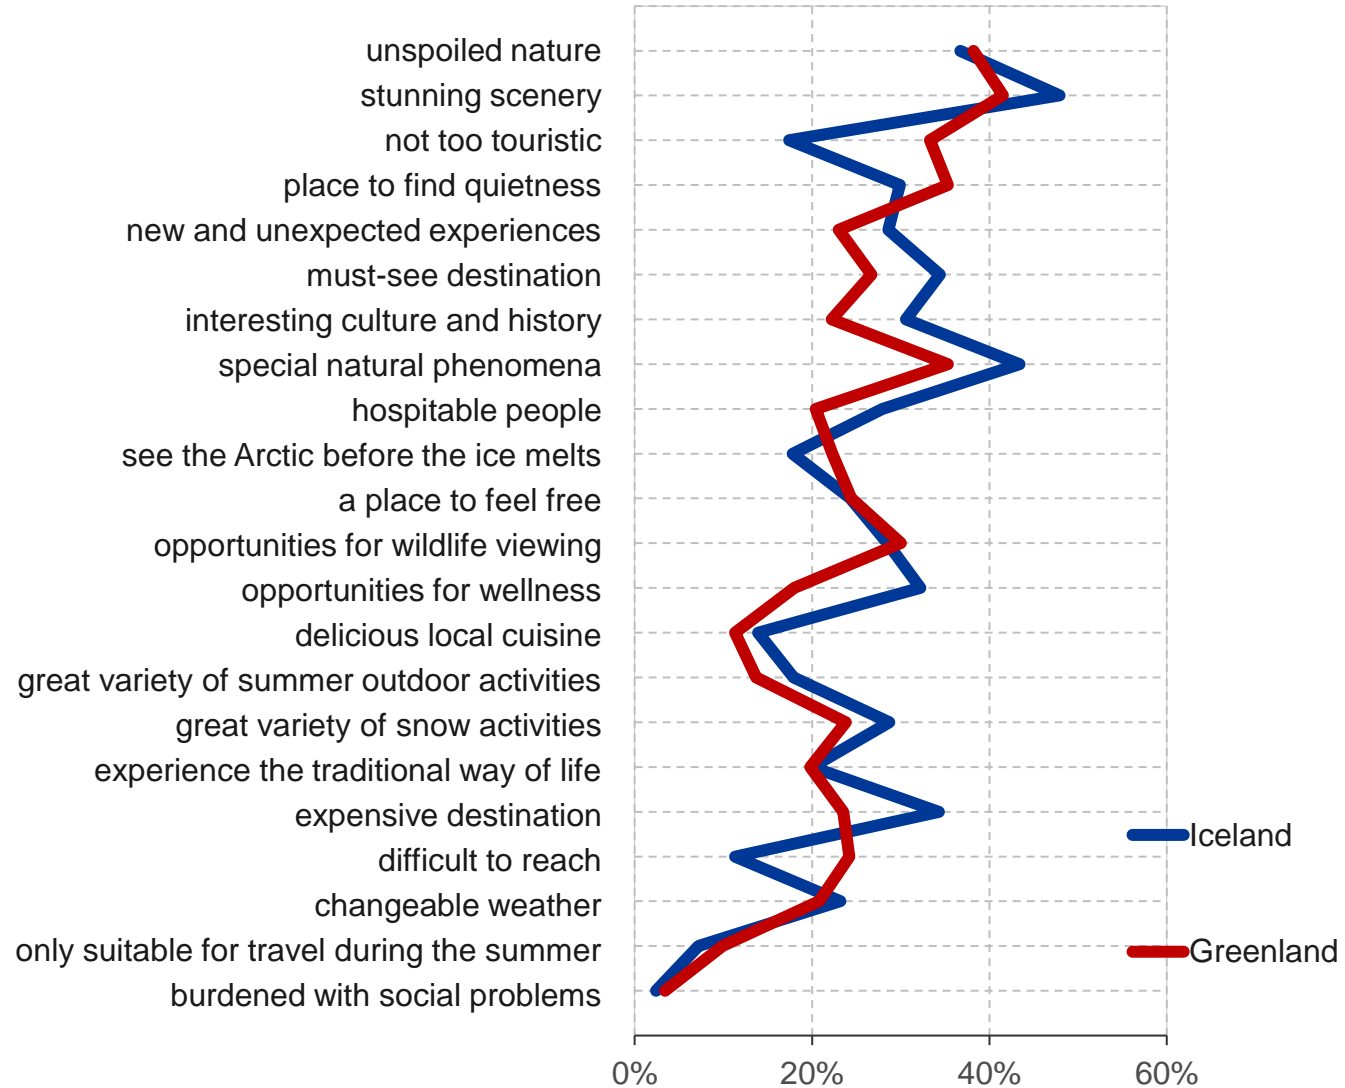 unspoiled nature
stunning scenery
not too touristic
place to find quietness
new and unexpected experiences
must-see destination
interesting culture and history
special natural phenomena
hospitable people
see the Arctic before the ice melts
a place to feel free
opportunities for wildlife viewing
opportunities for wellness
delicious local cuisine
great variety of summer outdoor activities
great variety of snow activities
experience the traditional way of life
expensive destination
difficult to reach
changeable weather
only suitable for travel during the summer
burdened with social problems
Iceland
Greenland
0% 20% 40% 60%